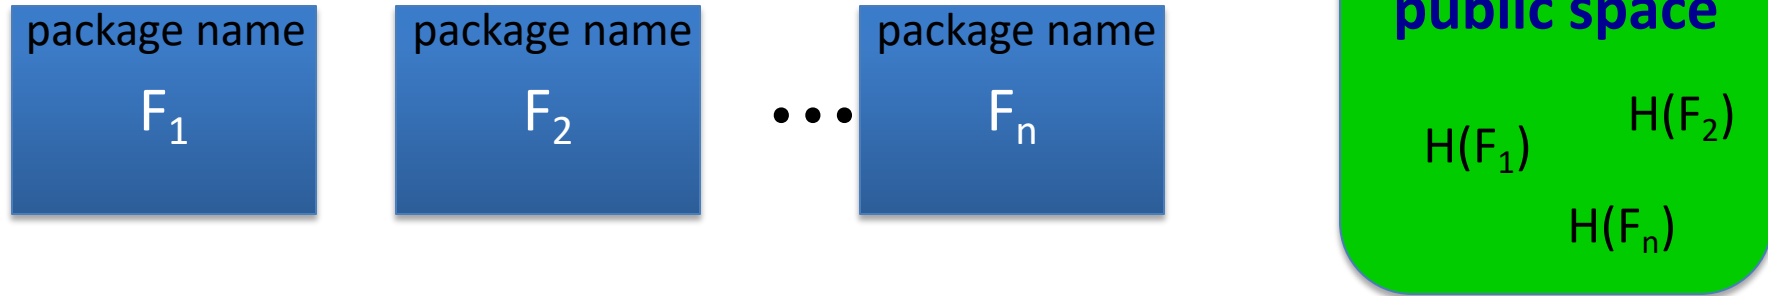 package name
F₁
package name
F₂
...
package name
Fₙ
public space
H(F₁)
H(F₂)
H(Fₙ)